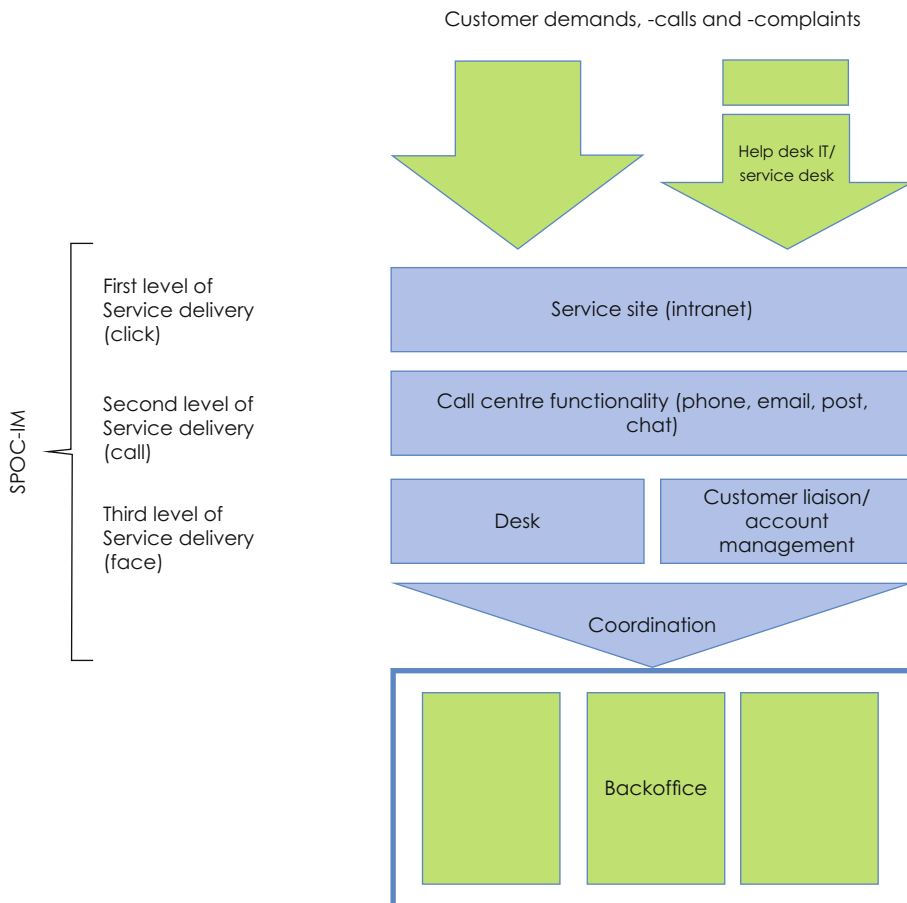 Customer demands, -calls and -complaints
Help desk IT/
service desk
First level of
Service delivery
(click)
Service site (intranet)
Second level of
Service delivery
(call)
Call centre functionality (phone, email, post,
chat)
SPOC-IM
Third level of
Service delivery
(face)
Desk
Customer liaison/
account
management
Coordination
Backoffice